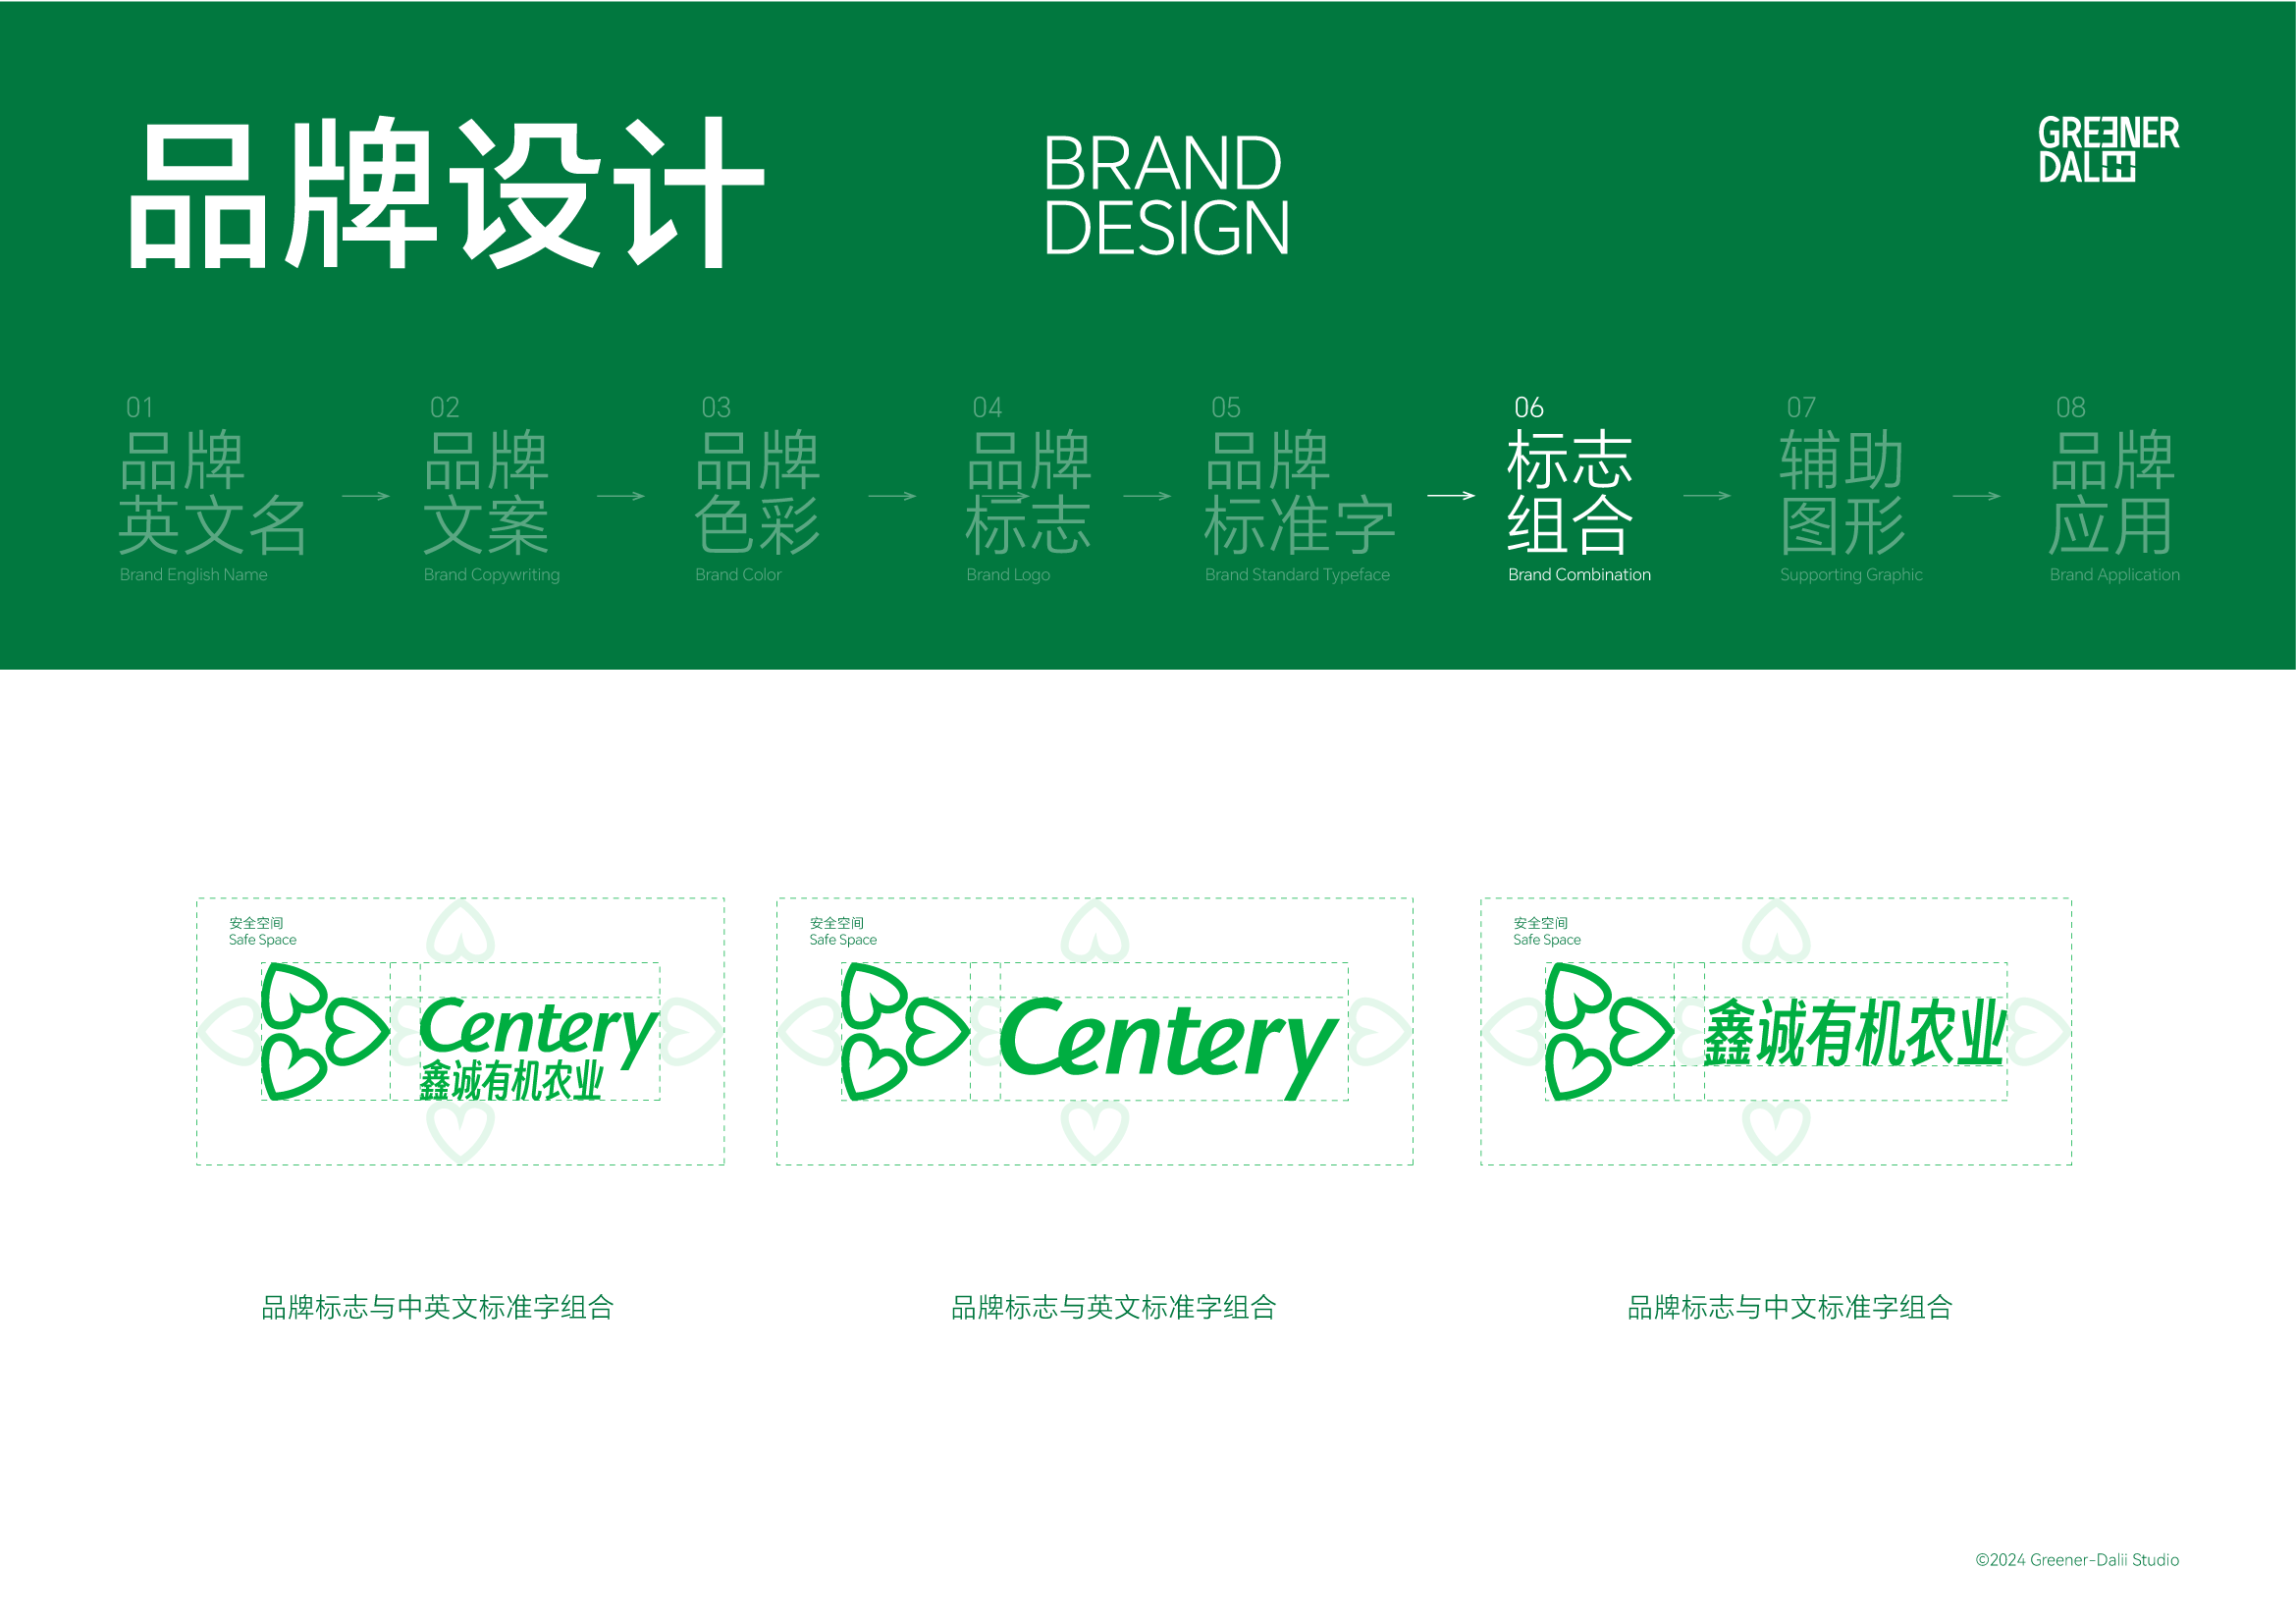 品牌设计
BRAND
DESIGN
GREENER
DALII
01
品牌
英文名
Brand English Name
02
品牌
文案
Brand Copywriting
03
品牌
色彩
Brand Color
04
品牌
标志
Brand Logo
05
品牌
标准字
Brand Standard Typeface
06
标志
组合
Brand Combination
07
辅助
图形
Supporting Graphic
08
品牌
应用
Brand Application
安全空间
Safe Space
Centery
鑫诚有机农业
品牌标志与中英文标准字组合
安全空间
Safe Space
Centery
品牌标志与英文标准字组合
安全空间
Safe Space
鑫诚有机农业
品牌标志与中文标准字组合
©2024 Greener-Dalii Studio